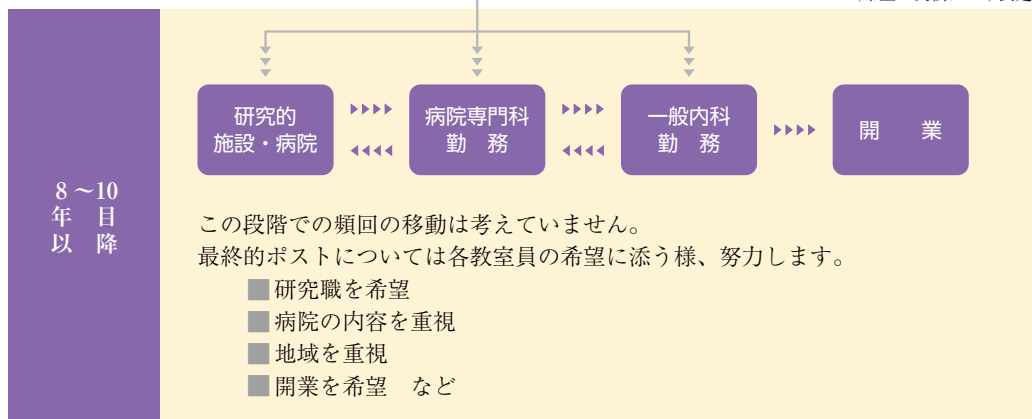 研究的
施設・病院
病院専門科
勤　務
一般内科
勤　務
開　　業
8～10
年　目
以　降
この段階での頻回の移動は考えていません。
最終的ポストについては各教室員の希望に添う様、努力します。
研究職を希望
病院の内容を重視
地域を重視
開業を希望　など